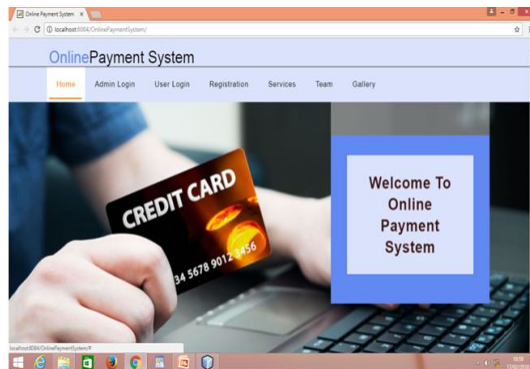 Online Payment System
localhost:8084/OnlinePaymentSystem/
OnlinePayment System
Home Admin Login User Login Registration Services Team Gallery
CREDIT CARD
34 5678 9012 3456
Welcome To
Online
Payment
System
localhost:8084/OnlinePaymentSystem/#